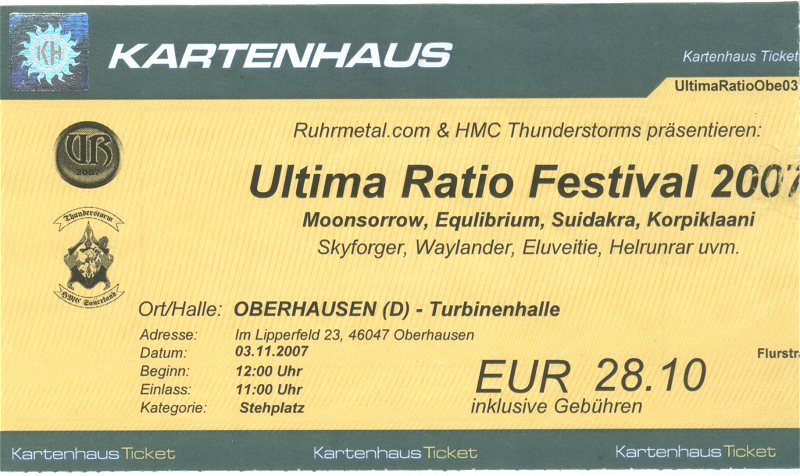 KH
KARTENHAUS
Kartenhaus Ticket
UltimaRatioObe03
UR
2007
Ruhrmetal.com & HMC Thunderstorms präsentieren:
Ultima Ratio Festival 2007
Moonsorrow, Equlibrium, Suidakra, Korpiklaani
Skyforger, Waylander, Eluveitie, Helrunrar uvm.
Thunderstorm
HMC Sauerland
Ort/Halle: OBERHAUSEN (D) - Turbinenhalle
Adresse: Im Lipperfeld 23, 46047 Oberhausen
Datum: 03.11.2007
Flurstra
Beginn: 12:00 Uhr
Einlass: 11:00 Uhr
Kategorie: Stehplatz
EUR 28.10
inklusive Gebühren
Kartenhaus Ticket
Kartenhaus Ticket
Kartenhaus Ticket